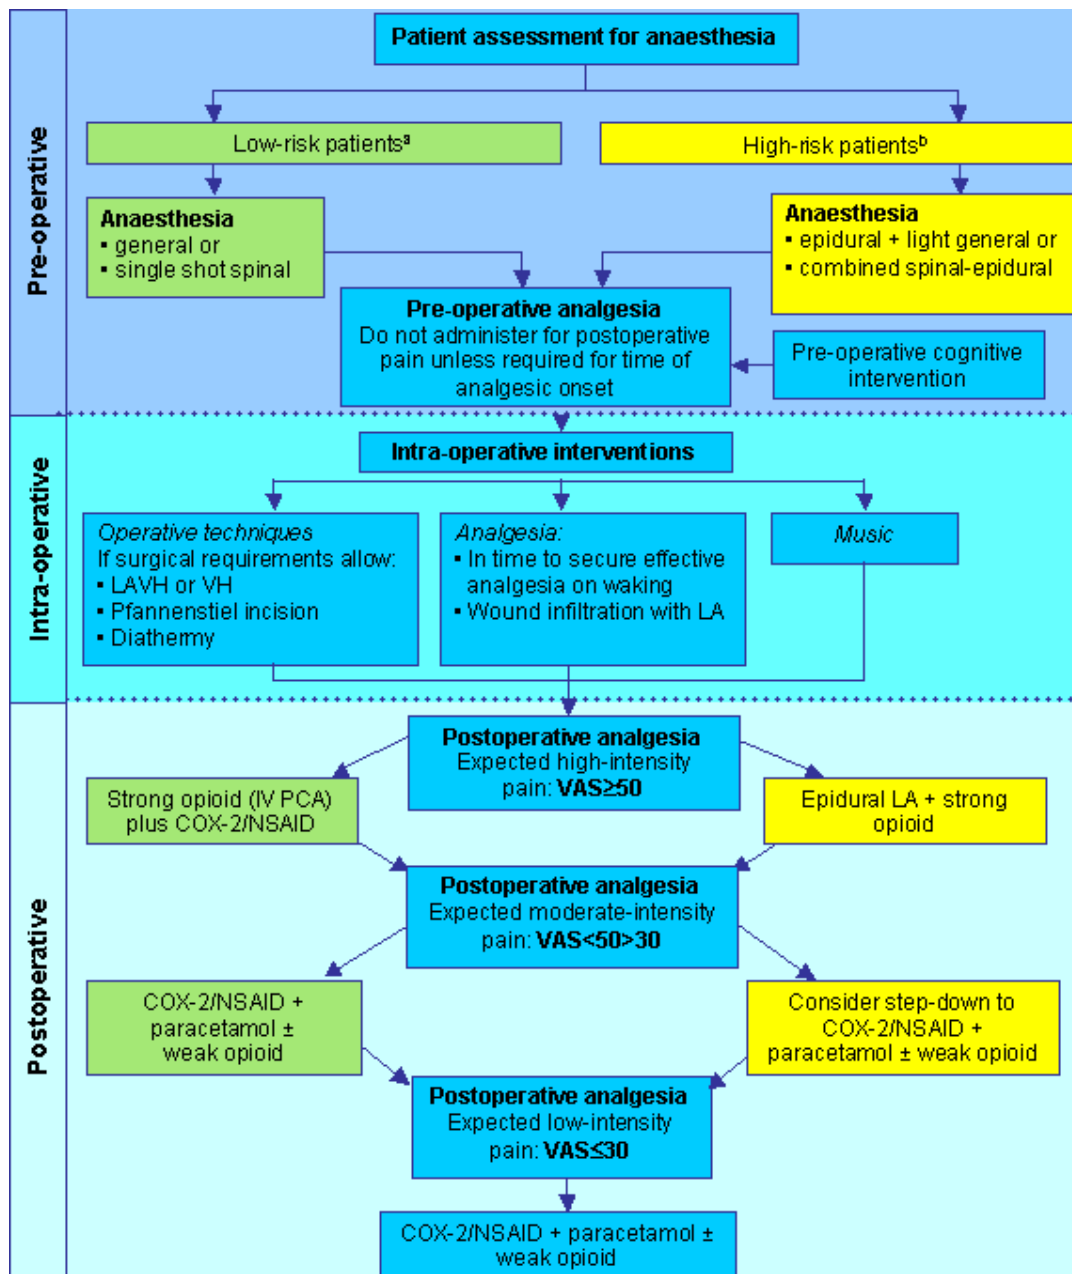 Pre-operative
Patient assessment for anaesthesia
Low-risk patientsᵃ
High-risk patientsᵇ
Anaesthesia
▪ general or
▪ single shot spinal
Anaesthesia
▪ epidural + light general or
▪ combined spinal-epidural
Pre-operative analgesia
Do not administer for postoperative
pain unless required for time of
analgesic onset
Pre-operative cognitive
intervention
Intra-operative
Intra-operative interventions
Operative techniques
If surgical requirements allow:
▪ LAVH or VH
▪ Pfannenstiel incision
▪ Diathermy
Analgesia:
▪ In time to secure effective
analgesia on waking
▪ Wound infiltration with LA
Music
Postoperative
Postoperative analgesia
Expected high-intensity
pain: VAS≥50
Strong opioid (IV PCA)
plus COX-2/NSAID
Epidural LA + strong
opioid
Postoperative analgesia
Expected moderate-intensity
pain: VAS<50>30
COX-2/NSAID +
paracetamol ±
weak opioid
Consider step-down to
COX-2/NSAID +
paracetamol ± weak opioid
Postoperative analgesia
Expected low-intensity
pain: VAS≤30
COX-2/NSAID + paracetamol ±
weak opioid